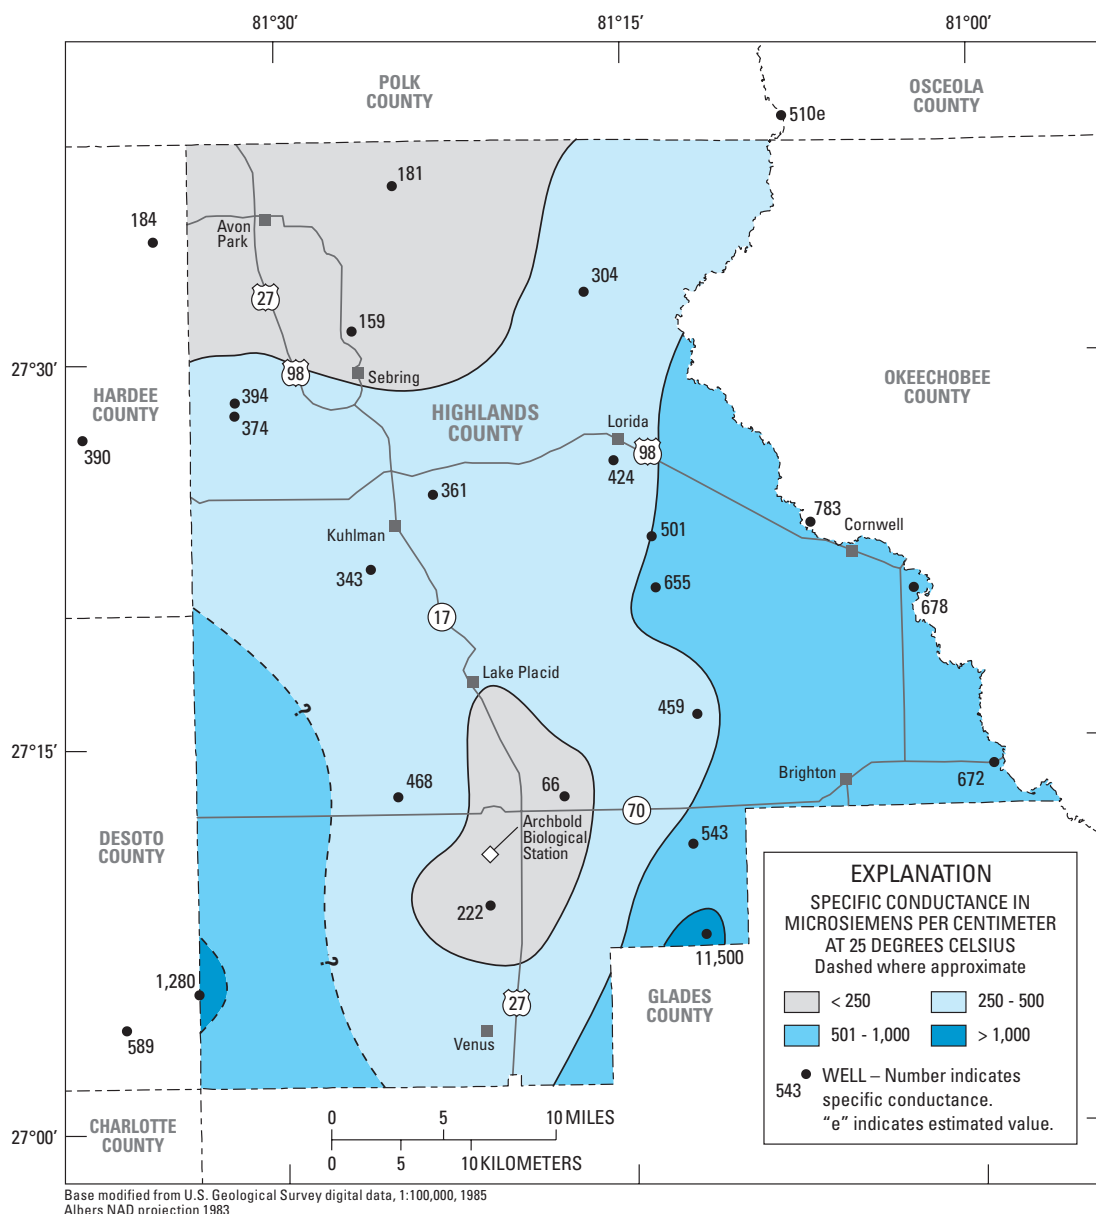 81°30′
81°15′
81°00′
POLK
COUNTY
OSCEOLA
COUNTY
510e
181
184
Avon
Park
304
27
159
27°30′
98
Sebring
HARDEE
COUNTY
394
374
HIGHLANDS
COUNTY
OKEECHOBEE
COUNTY
Lorida
98
390
424
361
783
Kuhlman
501
Cornwell
343
655
678
17
Lake Placid
?
459
27°15′
468
66
Brighton
672
70
DESOTO
COUNTY
Archbold
Biological
Station
543
222
?
11,500
1,280
27
GLADES
COUNTY
589
Venus
EXPLANATION
SPECIFIC CONDUCTANCE IN
MICROSIEMENS PER CENTIMETER
AT 25 DEGREES CELSIUS
Dashed where approximate
< 250
250 - 500
501 - 1,000
> 1,000
543
WELL – Number indicates
specific conductance.
“e” indicates estimated value.
CHARLOTTE
COUNTY
27°00′
0 5 10 MILES
0 5 10 KILOMETERS
Base modified from U.S. Geological Survey digital data, 1:100,000, 1985
Albers NAD projection 1983